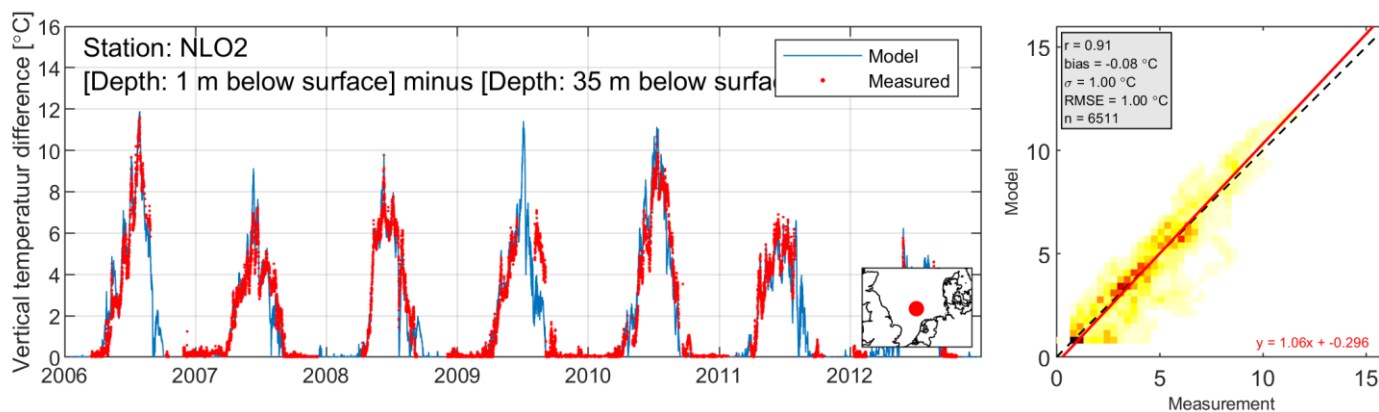 Vertical temperatuur difference [°C]
16
14
12
10
8
6
4
2
0
Station: NLO2
[Depth: 1 m below surface] minus [Depth: 35 m below surfa
Model
Measured
2006
2007
2008
2009
2010
2011
2012
Model
15
10
5
0
r = 0.91
bias = -0.08 °C
σ = 1.00 °C
RMSE = 1.00 °C
n = 6511
y = 1.06x + -0.296
0
5
10
15
Measurement